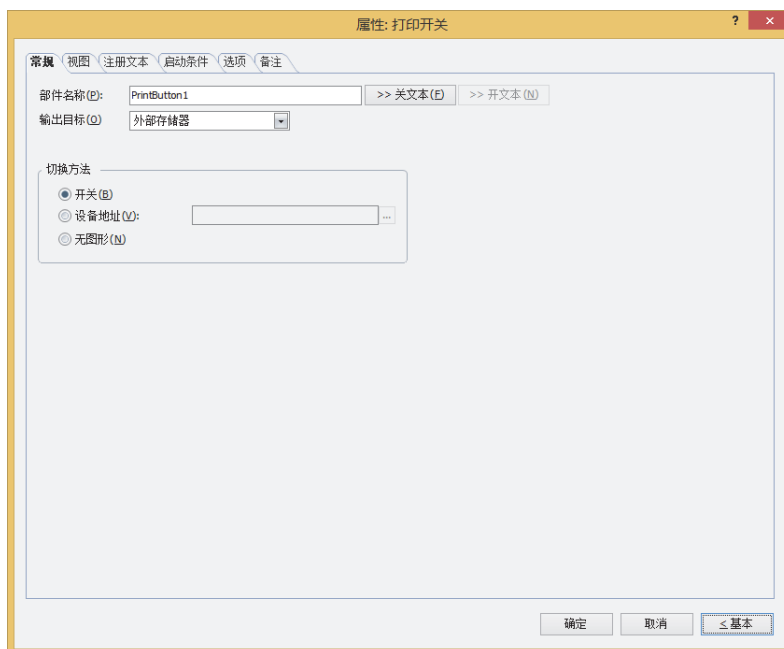 属性: 打印开关
? ×
常规 视图 注册文本 启动条件 选项 备注
部件名称(P): PrintButton1 >> 关文本(F) >> 开文本(N)
输出目标(O) 外部存储器
切换方法
开关(B)
设备地址(V): ...
无图形(N)
确定 取消 ≤基本